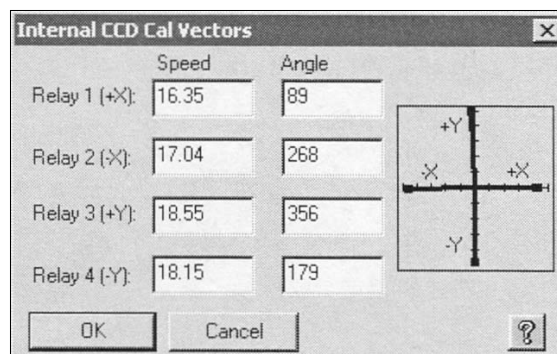 Internal CCD Cal Vectors
Speed Angle
Relay 1 (+X): 16.35 89
Relay 2 (-X): 17.04 268
Relay 3 (+Y): 18.55 356
Relay 4 (-Y): 18.15 179
+Y
-X +X
-Y
OK Cancel ?